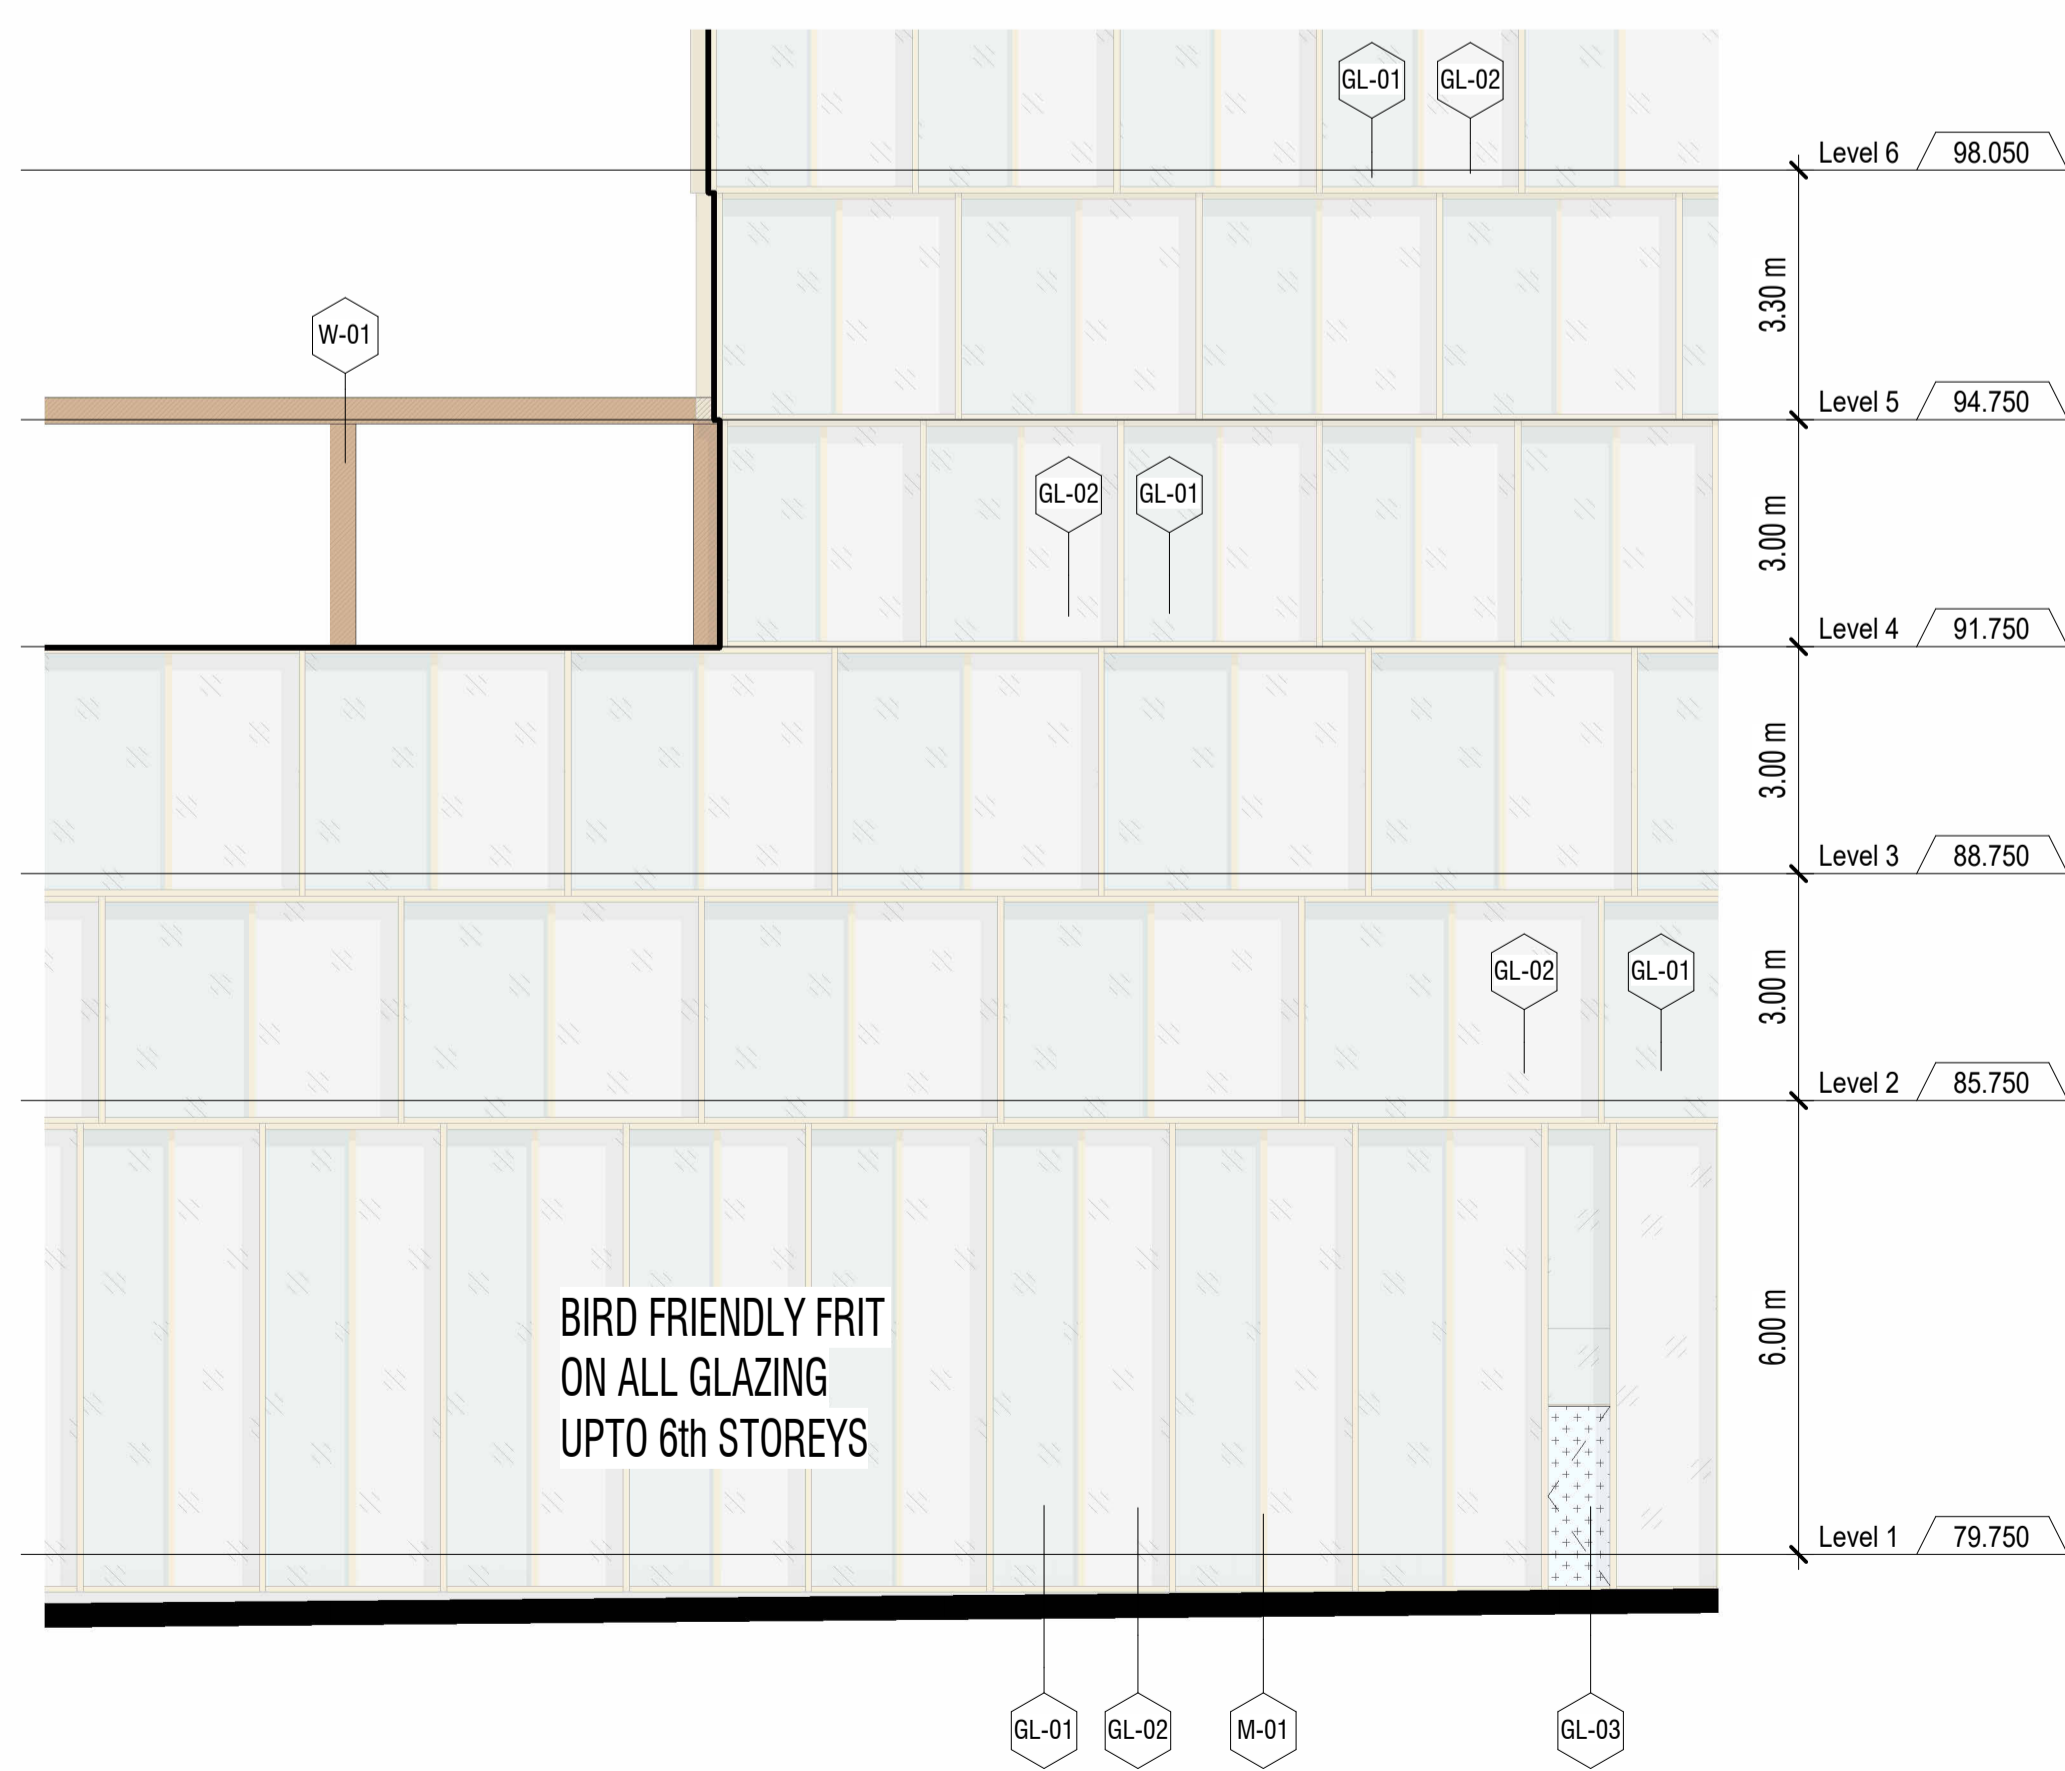 GL-01 GL-02
Level 6 98.050
3.30 m
W-01
Level 5 94.750
GL-02 GL-01
3.00 m
Level 4 91.750
3.00 m
Level 3 88.750
GL-02 GL-01
3.00 m
Level 2 85.750
BIRD FRIENDLY FRIT
ON ALL GLAZING
UPTO 6th STOREYS
6.00 m
Level 1 79.750
GL-01 GL-02 M-01 GL-03